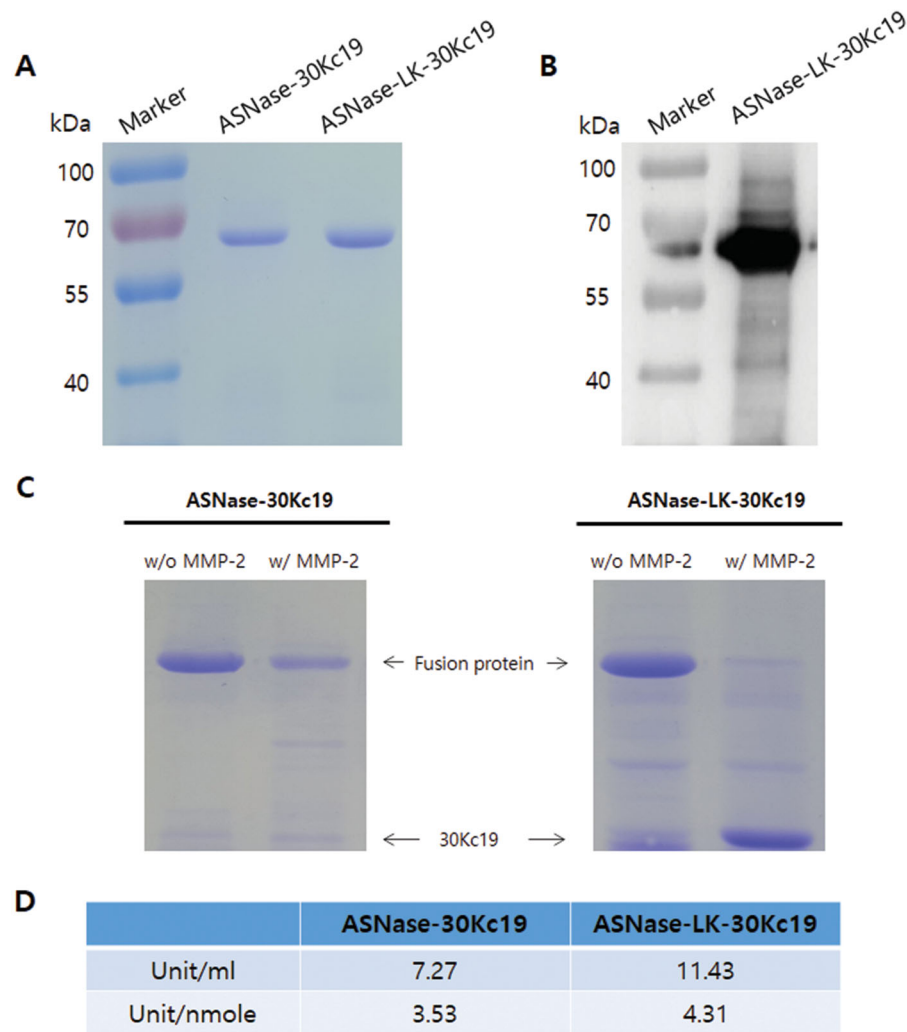 A
kDa
Marker
ASNase-30Kc19
ASNase-LK-30Kc19
100
70
55
40
B
kDa
Marker
ASNase-LK-30Kc19
100
70
55
40
C
ASNase-30Kc19
w/o MMP-2 w/ MMP-2
ASNase-LK-30Kc19
w/o MMP-2 w/ MMP-2
← Fusion protein →
← 30Kc19 →
D
ASNase-30Kc19 ASNase-LK-30Kc19
Unit/ml 7.27 11.43
Unit/nmole 3.53 4.31